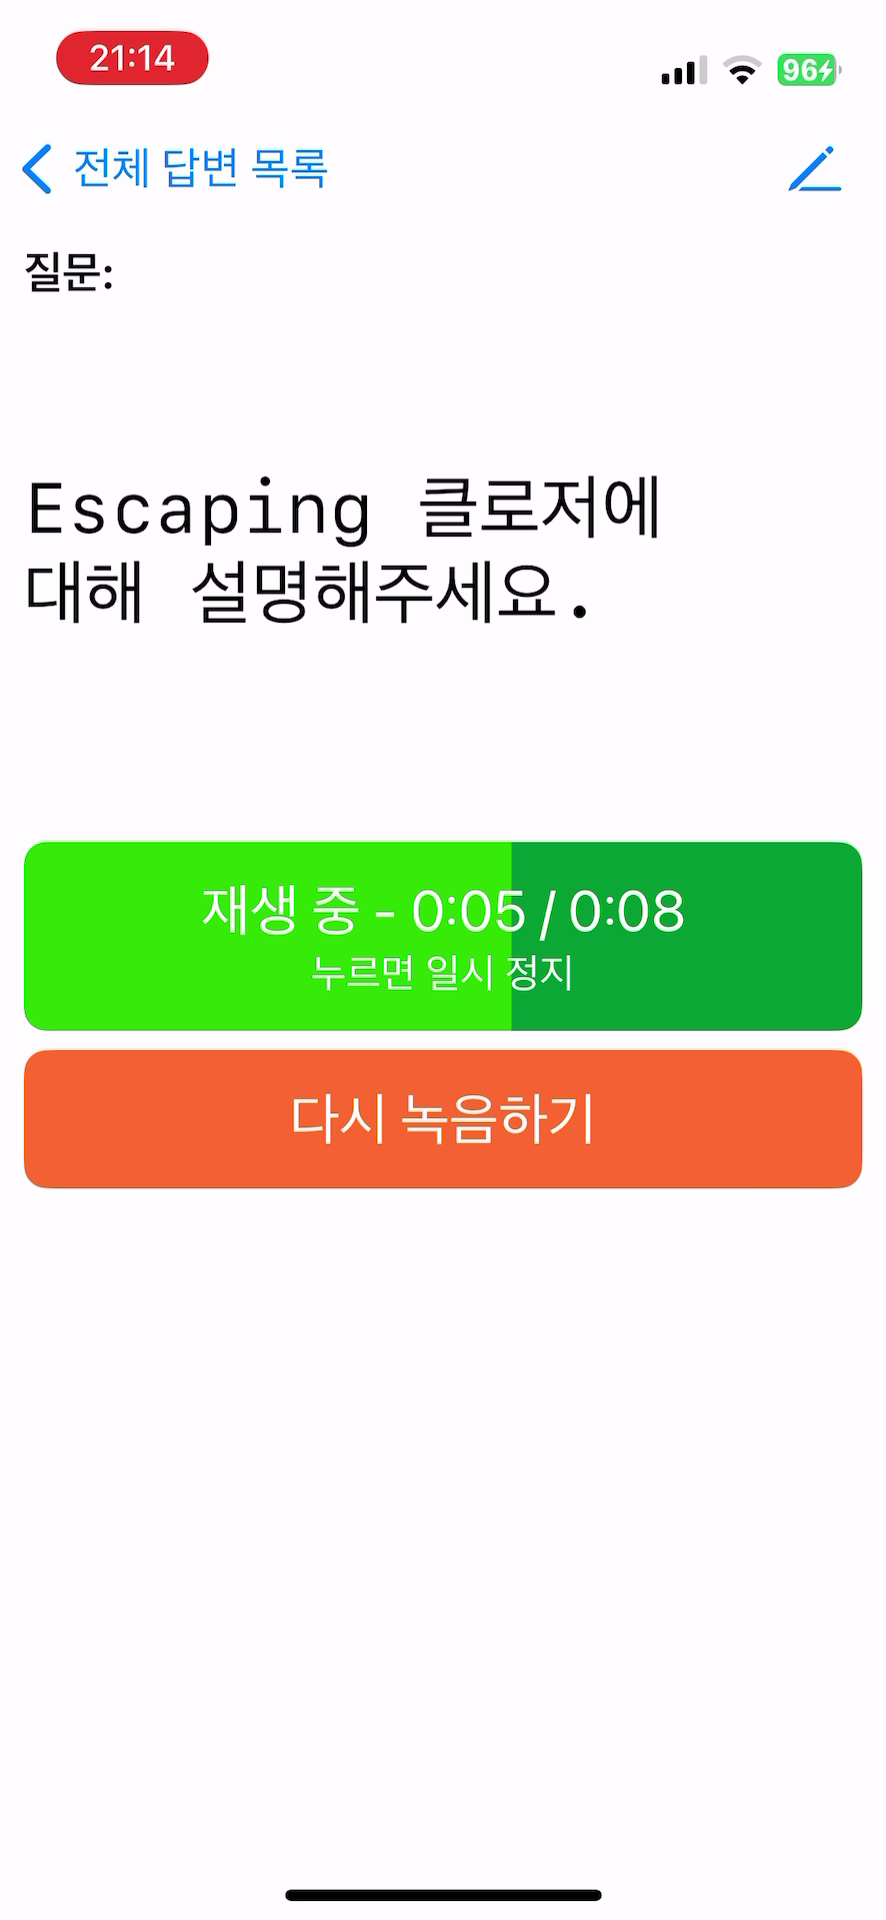 21:14
96
전체 답변 목록
질문:
Escaping 클로저에
대해 설명해주세요.
재생 중 - 0:05 / 0:08
누르면 일시 정지
다시 녹음하기